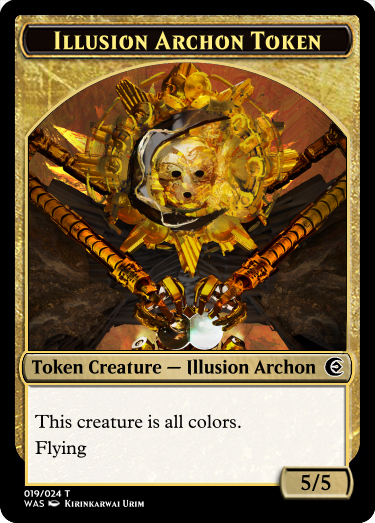 Illusion Archon Token
Token Creature — Illusion Archon
This creature is all colors.
Flying
5/5
019/024 T
WAS Kirinkarwai Urim